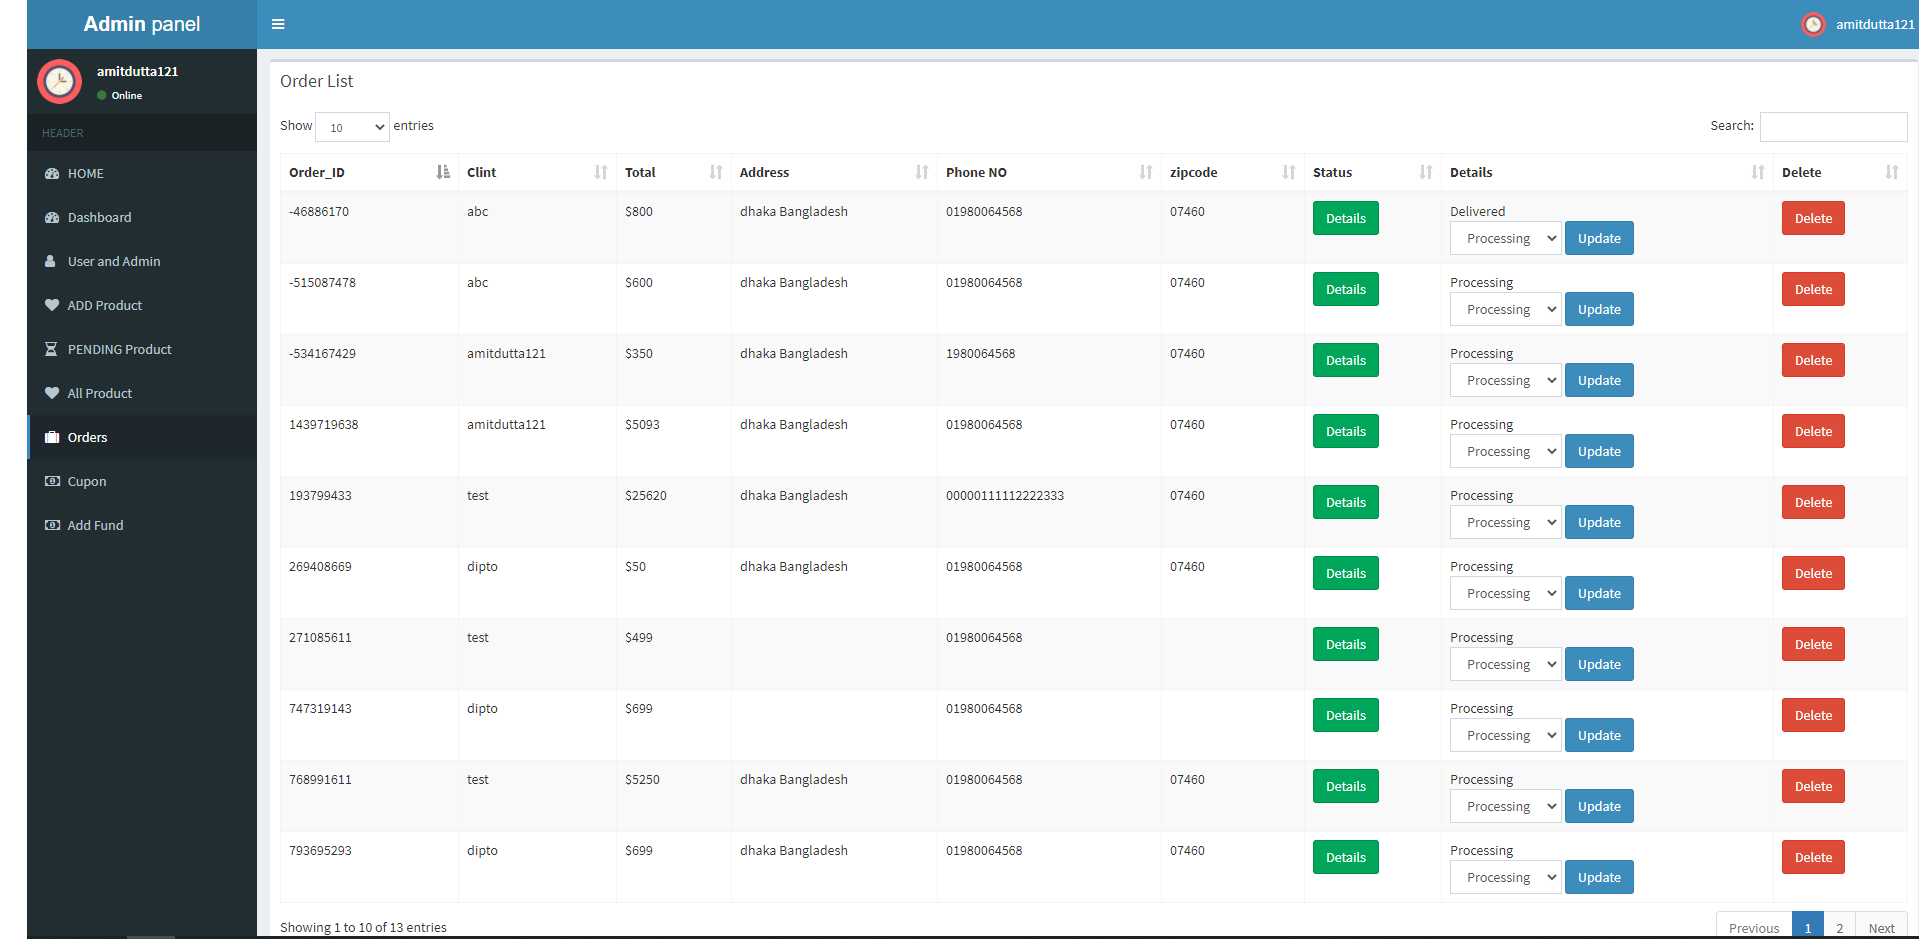 Admin panel
amitdutta121
amitdutta121
Online
HEADER
HOME
Dashboard
User and Admin
ADD Product
PENDING Product
All Product
Orders
Cupon
Add Fund
Order List
Show 10 entries
Search:
Order_ID Clint Total Address Phone NO zipcode Status Details Delete
-46886170 abc $800 dhaka Bangladesh 01980064568 07460 Details Delivered Delete
Processing Update
-515087478 abc $600 dhaka Bangladesh 01980064568 07460 Details Processing Delete
Processing Update
-534167429 amitdutta121 $350 dhaka Bangladesh 1980064568 07460 Details Processing Delete
Processing Update
1439719638 amitdutta121 $5093 dhaka Bangladesh 01980064568 07460 Details Processing Delete
Processing Update
193799433 test $25620 dhaka Bangladesh 00000111112222333 07460 Details Processing Delete
Processing Update
269408669 dipto $50 dhaka Bangladesh 01980064568 07460 Details Processing Delete
Processing Update
271085611 test $499 01980064568 Details Processing Delete
Processing Update
747319143 dipto $699 01980064568 Details Processing Delete
Processing Update
768991611 test $5250 dhaka Bangladesh 01980064568 07460 Details Processing Delete
Processing Update
793695293 dipto $699 dhaka Bangladesh 01980064568 07460 Details Processing Delete
Processing Update
Showing 1 to 10 of 13 entries
Previous 1 2 Next